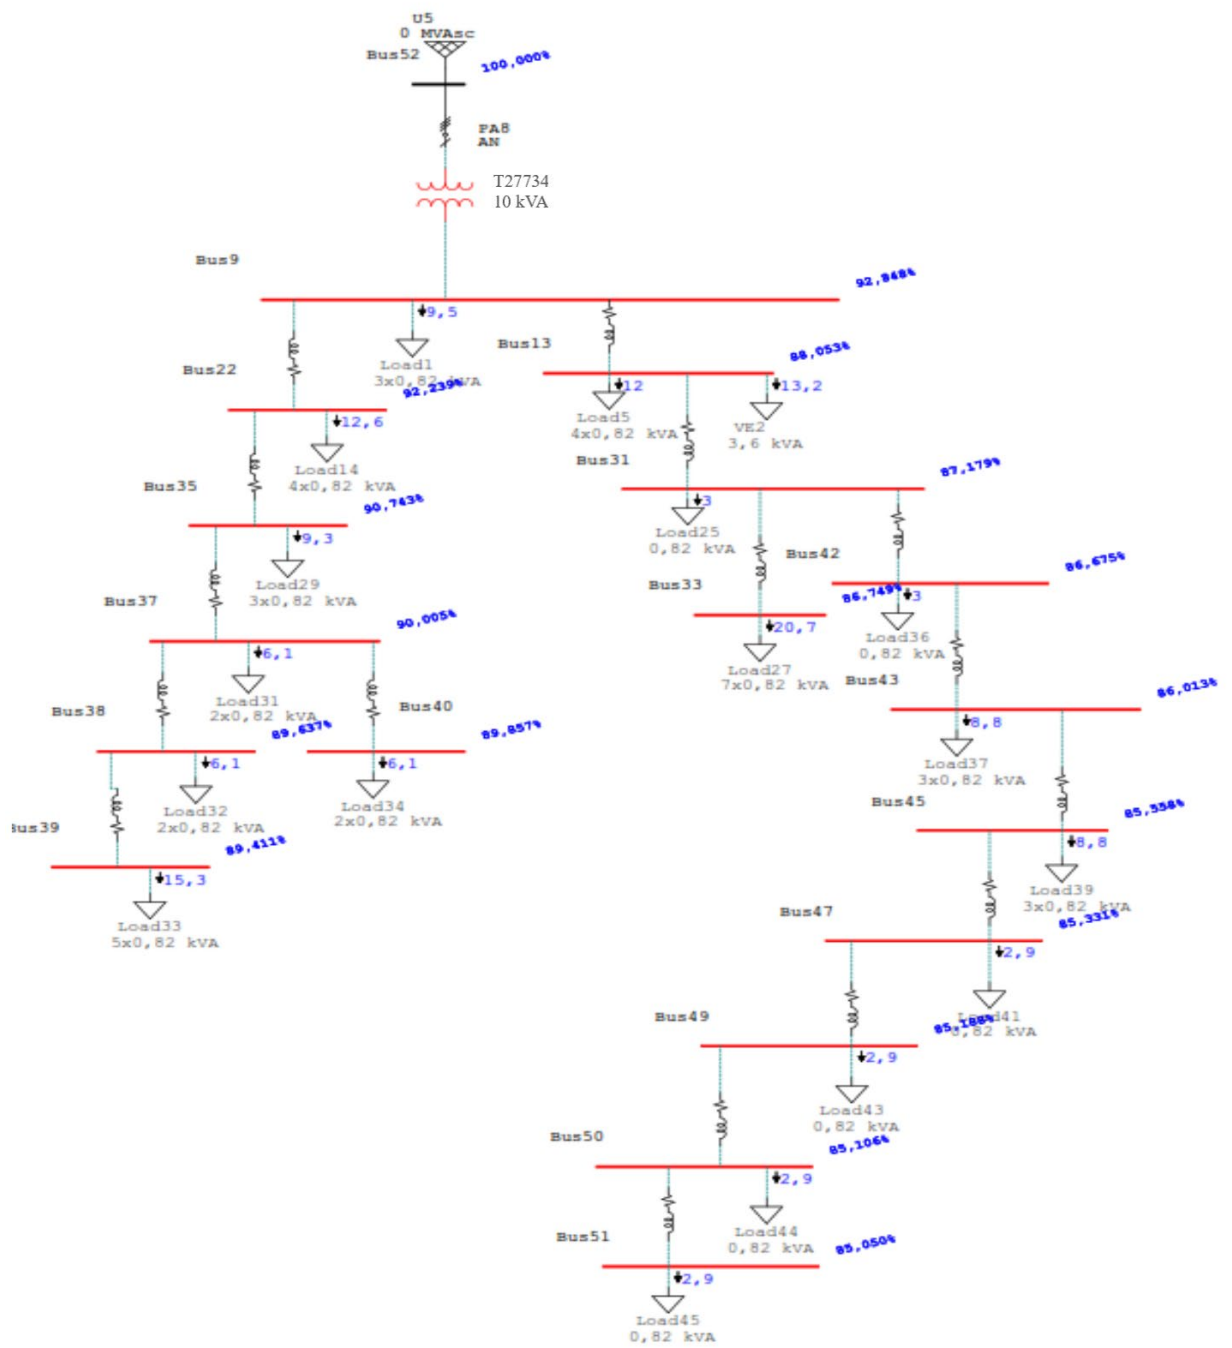 U5
0 MVAsc
Bus52
100,000%
PA8
AN
T27734
10 kVA
Bus9
92,848%
9,5
Load1
3x0,82 kVA
Bus13
88,053%
Bus22
92,239%
12
Load5
4x0,82 kVA
13,2
VE2
3,6 kVA
12,6
Load14
4x0,82 kVA
Bus31
87,179%
Bus35
90,743%
3
Load25
0,82 kVA
9,3
Load29
3x0,82 kVA
Bus42
86,675%
Bus33
86,749%
3
Load36
0,82 kVA
Bus37
90,005%
20,7
Load27
7x0,82 kVA
6,1
Load31
2x0,82 kVA
Bus43
86,013%
Bus38
89,637%
Bus40
89,857%
8,8
Load37
3x0,82 kVA
6,1
Load32
2x0,82 kVA
6,1
Load34
2x0,82 kVA
Bus45
85,558%
Bus39
89,411%
8,8
Load39
3x0,82 kVA
15,3
Load33
5x0,82 kVA
Bus47
85,331%
2,9
Load41
0,82 kVA
Bus49
85,188%
2,9
Load43
0,82 kVA
Bus50
85,106%
2,9
Load44
0,82 kVA
Bus51
85,050%
2,9
Load45
0,82 kVA